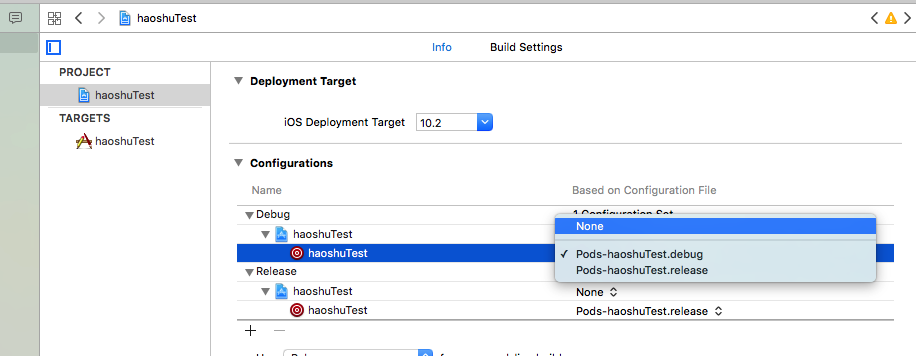 haoshuTest
Info Build Settings
PROJECT
haoshuTest
TARGETS
haoshuTest
Deployment Target
iOS Deployment Target 10.2
Configurations
Name Based on Configuration File
Debug 1 Configuration Set
haoshuTest None
haoshuTest Pods-haoshuTest.debug
Pods-haoshuTest.release
Release
haoshuTest None
haoshuTest Pods-haoshuTest.release